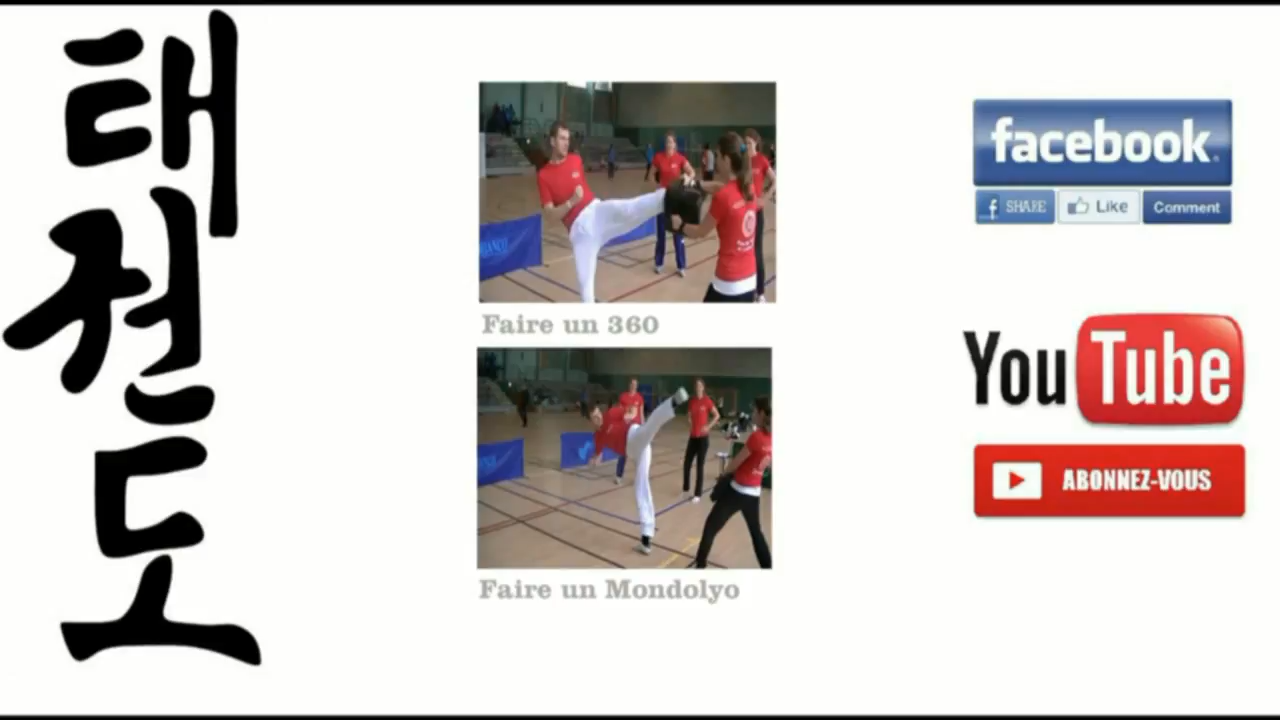 태권도
Faire un 360
Faire un Mondolyo
facebook
f SHARE
Like
Comment
YouTube
ABONNEZ-VOUS